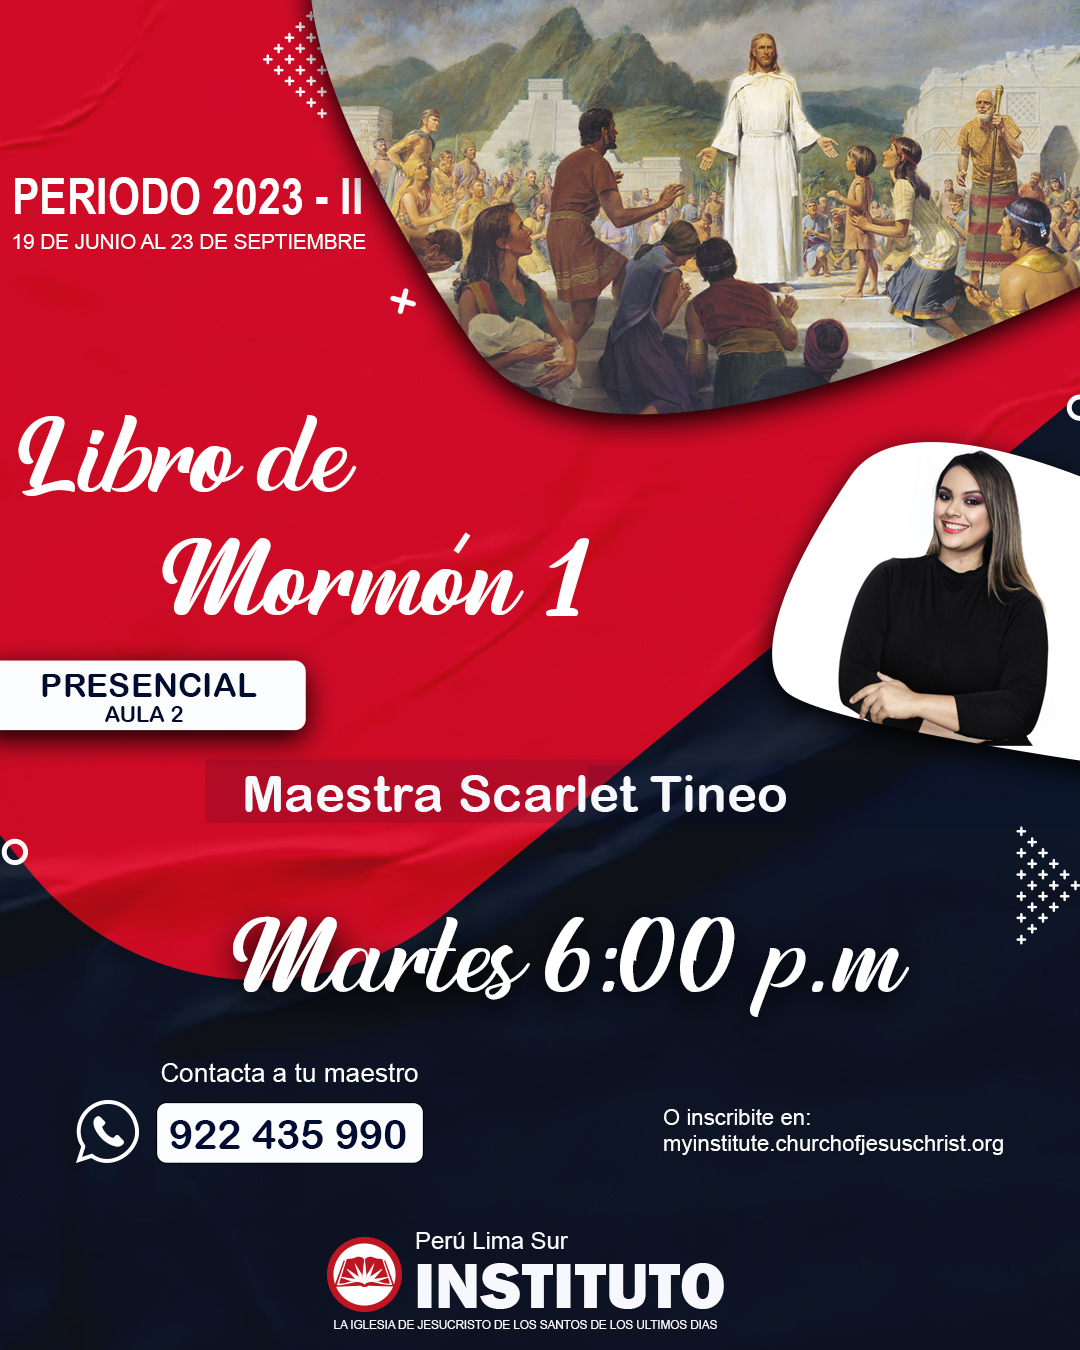 PERIODO 2023 - II
19 DE JUNIO AL 23 DE SEPTIEMBRE
Libro de
Mormón 1
PRESENCIAL
AULA 2
Maestra Scarlet Tineo
Martes 6:00 p.m
Contacta a tu maestro
922 435 990
O inscribite en:
myinstitute.churchofjesuschrist.org
Perú Lima Sur
INSTITUTO
LA IGLESIA DE JESUCRISTO DE LOS SANTOS DE LOS ULTIMOS DIAS